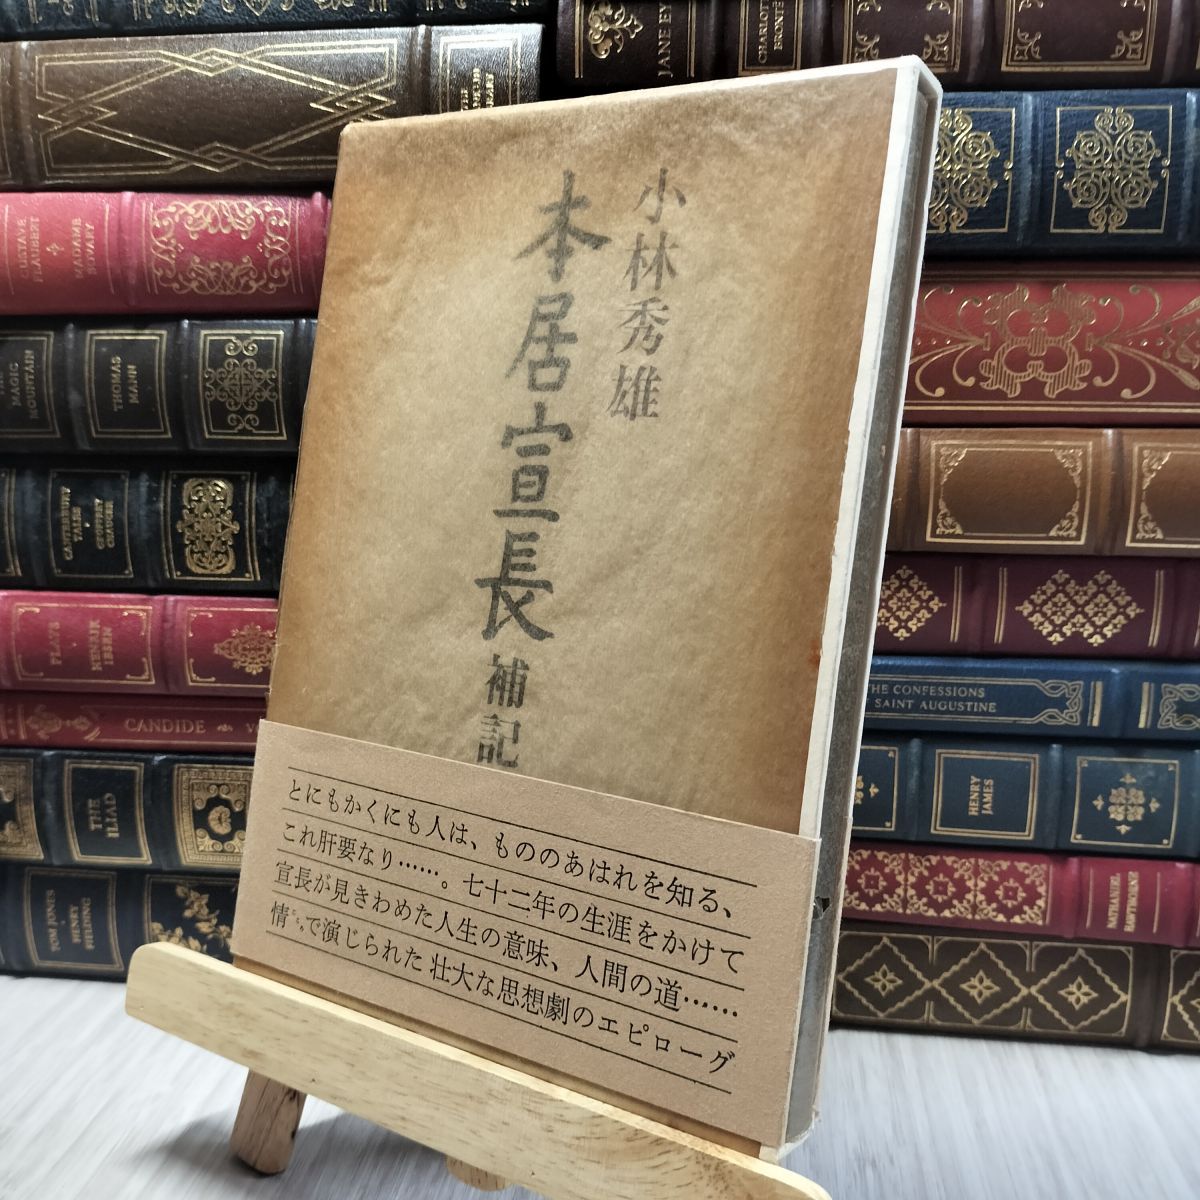 小林秀雄
本居宣長
補記
とにもかくにも人は、もののあはれを知る、
これ肝要なり……。七十二年の生涯をかけて
宣長が見きわめた人生の意味、人間の道……
情で演じられた壮大な思想劇のエピローグ
JANE EYRE
CHARLOTTE
BRONTË
GUSTAVE
FLAUBERT
MADAME
BOVARY
MAGIC
MOUNTAIN
THOMAS
MANN
CANTERBURY
TALES
GEOFFREY
CHAUCER
PLAYS
HENRIK
IBSEN
CANDIDE
THE
ILIAD
TOM JONES
HENRY
FIELDING
THE CONFESSIONS
SAINT AUGUSTINE
HENRY
JAMES
NATHANIEL
HAWTHORNE